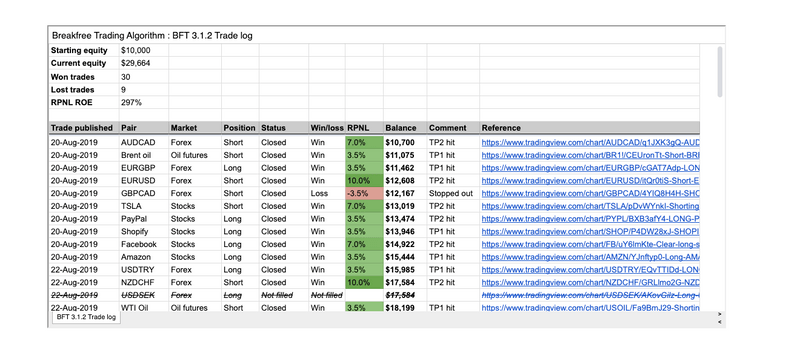 Breakfree Trading Algorithm : BFT 3.1.2 Trade log
Starting equity $10,000
Current equity $29,664
Won trades 30
Lost trades 9
RPNL ROE 297%
Trade published Pair Market Position Status Win/loss RPNL Balance Comment Reference
20-Aug-2019 AUDCAD Forex Short Closed Win 7.0% $10,700 TP2 hit https://www.tradingview.com/chart/AUDCAD/q1JXK3gQ-AUD
20-Aug-2019 Brent oil Oil futures Short Closed Win 3.5% $11,075 TP1 hit https://www.tradingview.com/chart/BR1!/CEUronTt-Short-BRE
20-Aug-2019 EURGBP Forex Long Closed Win 3.5% $11,462 TP1 hit https://www.tradingview.com/chart/EURGBP/cGAT7Adp-LON
20-Aug-2019 EURUSD Forex Short Closed Win 10.0% $12,608 TP2 hit https://www.tradingview.com/chart/EURUSD/itQr0tiS-Short-E
20-Aug-2019 GBPCAD Forex Short Closed Loss -3.5% $12,167 Stopped out https://www.tradingview.com/chart/GBPCAD/4YIQ8H4H-SHO
20-Aug-2019 TSLA Stocks Short Closed Win 7.0% $13,019 TP2 hit https://www.tradingview.com/chart/TSLA/pDvWYnkI-Shorting
20-Aug-2019 PayPal Stocks Long Closed Win 3.5% $13,474 TP2 hit https://www.tradingview.com/chart/PYPL/BXB3afY4-LONG-P
20-Aug-2019 Shopify Stocks Long Closed Win 3.5% $13,946 TP1 hit https://www.tradingview.com/chart/SHOP/P4DW28xJ-SHOPI
20-Aug-2019 Facebook Stocks Long Closed Win 7.0% $14,922 TP2 hit https://www.tradingview.com/chart/FB/uY6lmKte-Clear-long-s
20-Aug-2019 Amazon Stocks Long Closed Win 3.5% $15,444 TP1 hit https://www.tradingview.com/chart/AMZN/YJnftyp0-Long-AMA
22-Aug-2019 USDTRY Forex Long Closed Win 3.5% $15,985 TP1 hit https://www.tradingview.com/chart/USDTRY/EQvTTIDd-LON
22-Aug-2019 NZDCHF Forex Short Closed Win 10.0% $17,584 TP2 hit https://www.tradingview.com/chart/NZDCHF/GRLlmo2G-NZD
22-Aug-2019 USDSEK Forex Long Not filled Not filled $17,584 https://www.tradingview.com/chart/USDSEK/AKovGilz-Long-
22-Aug-2019 WTI Oil Oil futures Short Closed Win 3.5% $18,199 TP1 hit https://www.tradingview.com/chart/USOIL/Fa9BmJ29-Shortin
BFT 3.1.2 Trade log